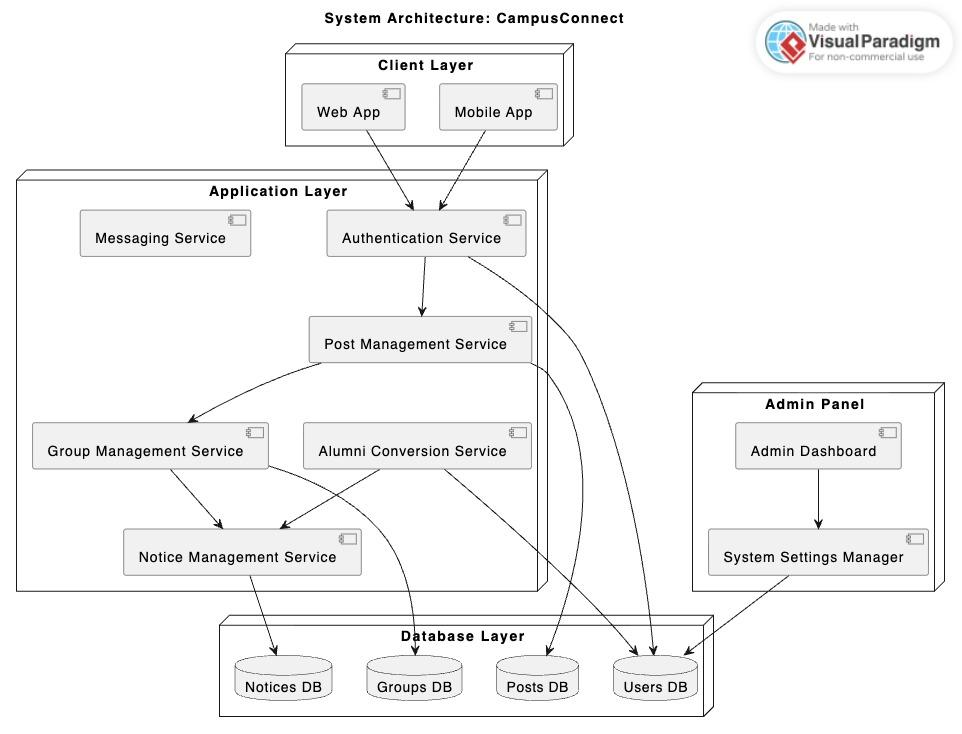 System Architecture: CampusConnect
Made with
VisualParadigm
For non-commercial use
Client Layer
Web App
Mobile App
Application Layer
Messaging Service
Authentication Service
Post Management Service
Admin Panel
Group Management Service
Alumni Conversion Service
Admin Dashboard
Notice Management Service
System Settings Manager
Database Layer
Notices DB
Groups DB
Posts DB
Users DB